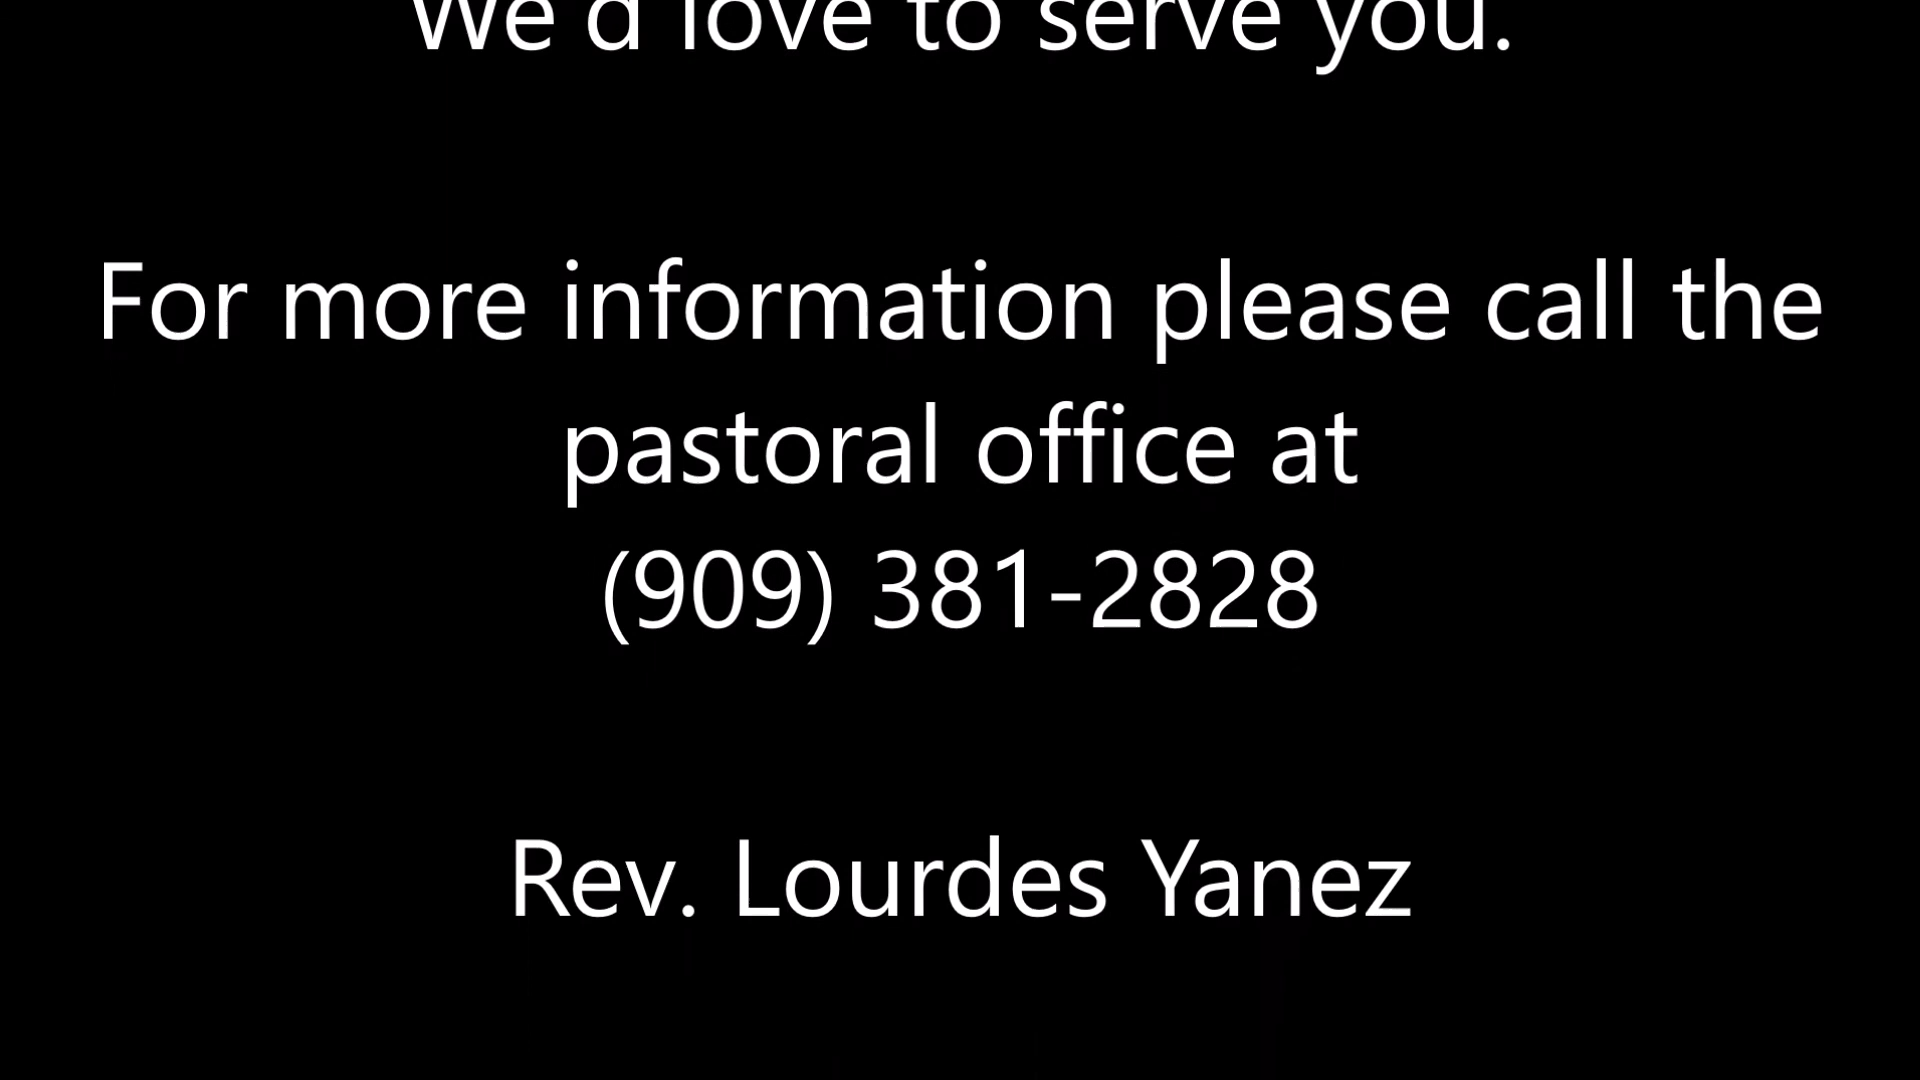 We'd love to serve you.
For more information please call the
pastoral office at
(909) 381-2828
Rev. Lourdes Yanez